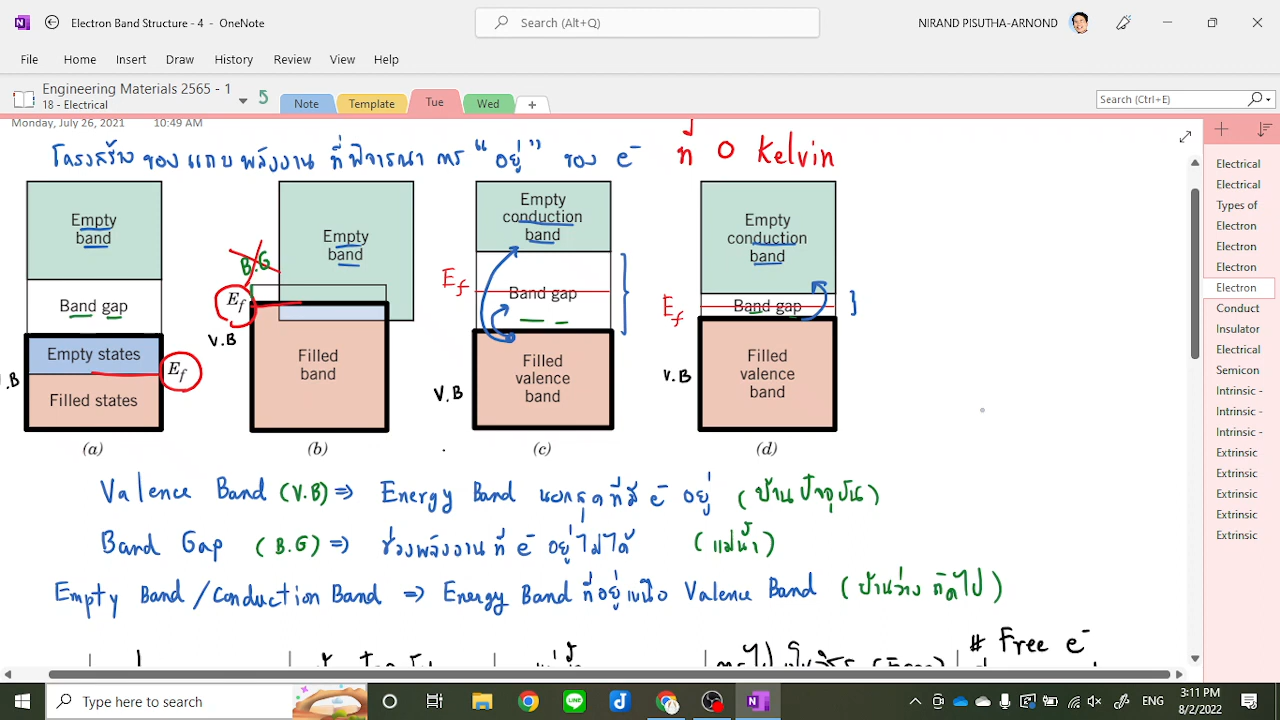 Electron Band Structure - 4 - OneNote
Search (Alt+Q)
NIRAND PISUTHA-ARNOND
File Home Insert Draw History Review View Help
Engineering Materials 2565 - 1
18 - Electrical
Note Template Tue Wed
Search (Ctrl+E)
Monday, July 26, 2021 10:49 AM
โครงสร้าง ของ แถบ พลังงาน ที่ พิจารณา การ "อยู่" ของ e⁻ ที่ 0 Kelvin
Empty band
Band gap
Empty states
Filled states
V.B
Ef
(a)
Empty band
B.G
Ef
V.B
Filled band
(b)
Empty conduction band
Ef
Band gap
V.B
Filled valence band
(c)
Empty conduction band
Ef
Band gap
V.B
Filled valence band
(d)
Valence Band (V.B) ⇒ Energy Band นอกสุดที่มี e⁻ อยู่ (บ้านปัจจุบัน)
Band Gap (B.G) ⇒ ช่วงพลังงานที่ e⁻ อยู่ไม่ได้ (แม่น้ำ)
Empty Band/Conduction Band ⇒ Energy Band ที่อยู่เหนือ Valence Band (บ้านว่างถัดไป)
# Free e⁻
Electrical
Electrical
Types of
Electron
Electron
Electron
Electron
Conduct
Insulator
Electrical
Semicon
Intrinsic -
Intrinsic -
Intrinsic -
Extrinsic
Extrinsic
Extrinsic
Extrinsic
Extrinsic
Type here to search
3:11 PM
8/2/2022